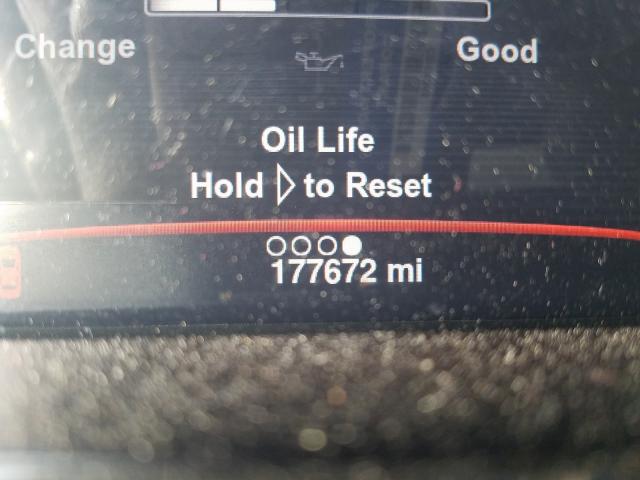 Change Good
Oil Life
Hold ▷ to Reset
177672 mi